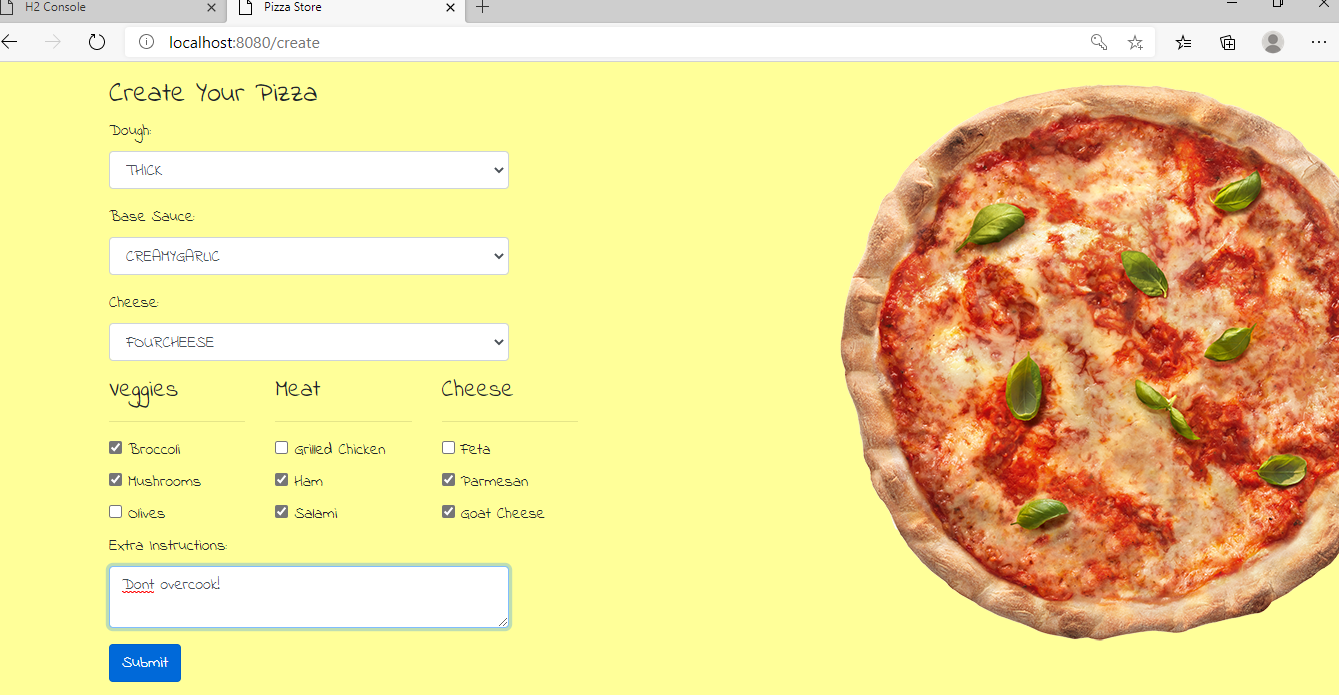 H2 Console
Pizza Store
localhost:8080/create
Create Your Pizza
Dough:
THICK
Base Sauce:
CREAMYGARLIC
Cheese:
FOURCHEESE
Veggies Meat Cheese
Broccoli Grilled Chicken Feta
Mushrooms Ham Parmesan
Olives Salami Goat Cheese
Extra Instructions:
Dont overcook!
Submit